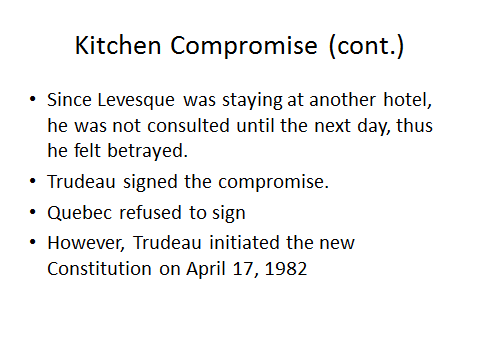 Kitchen Compromise (cont.)
• Since Levesque was staying at another hotel,
he was not consulted until the next day, thus
he felt betrayed.
• Trudeau signed the compromise.
• Quebec refused to sign
• However, Trudeau initiated the new
Constitution on April 17, 1982